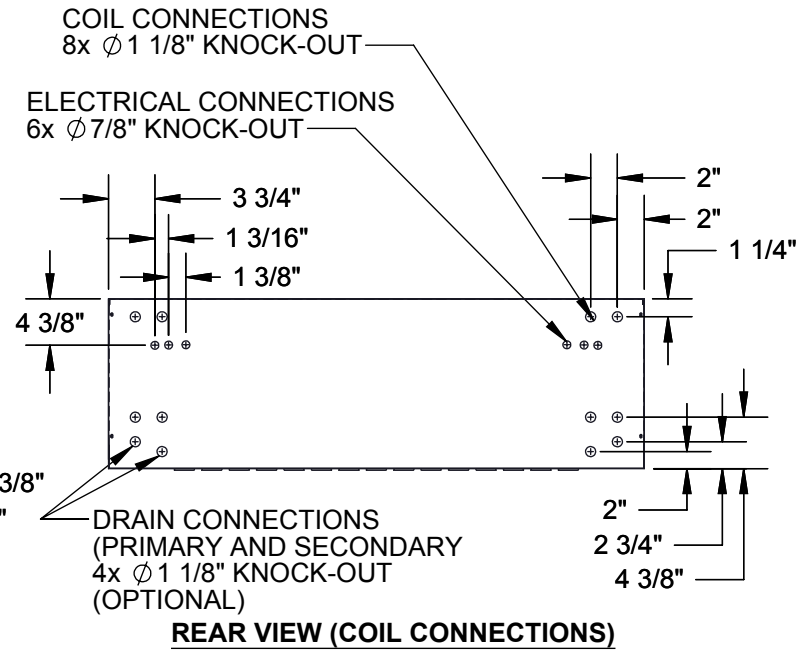 COIL CONNECTIONS
8x ∅1 1/8" KNOCK-OUT
ELECTRICAL CONNECTIONS
6x ∅7/8" KNOCK-OUT
2"
3 3/4"
2"
1 3/16"
1 1/4"
1 3/8"
4 3/8"
3/8"
"
2"
DRAIN CONNECTIONS
(PRIMARY AND SECONDARY
4x ∅1 1/8" KNOCK-OUT
(OPTIONAL)
2 3/4"
4 3/8"
REAR VIEW (COIL CONNECTIONS)